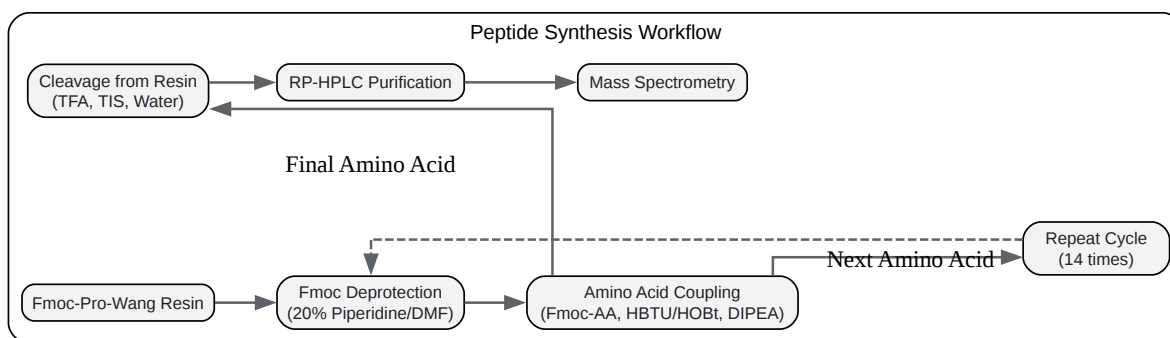 Peptide Synthesis Workflow
Cleavage from Resin
(TFA, TIS, Water)
RP-HPLC Purification
Mass Spectrometry
Final Amino Acid
Repeat Cycle
(14 times)
Next Amino Acid
Fmoc-Pro-Wang Resin
Fmoc Deprotection
(20% Piperidine/DMF)
Amino Acid Coupling
(Fmoc-AA, HBTU/HOBt, DIPEA)